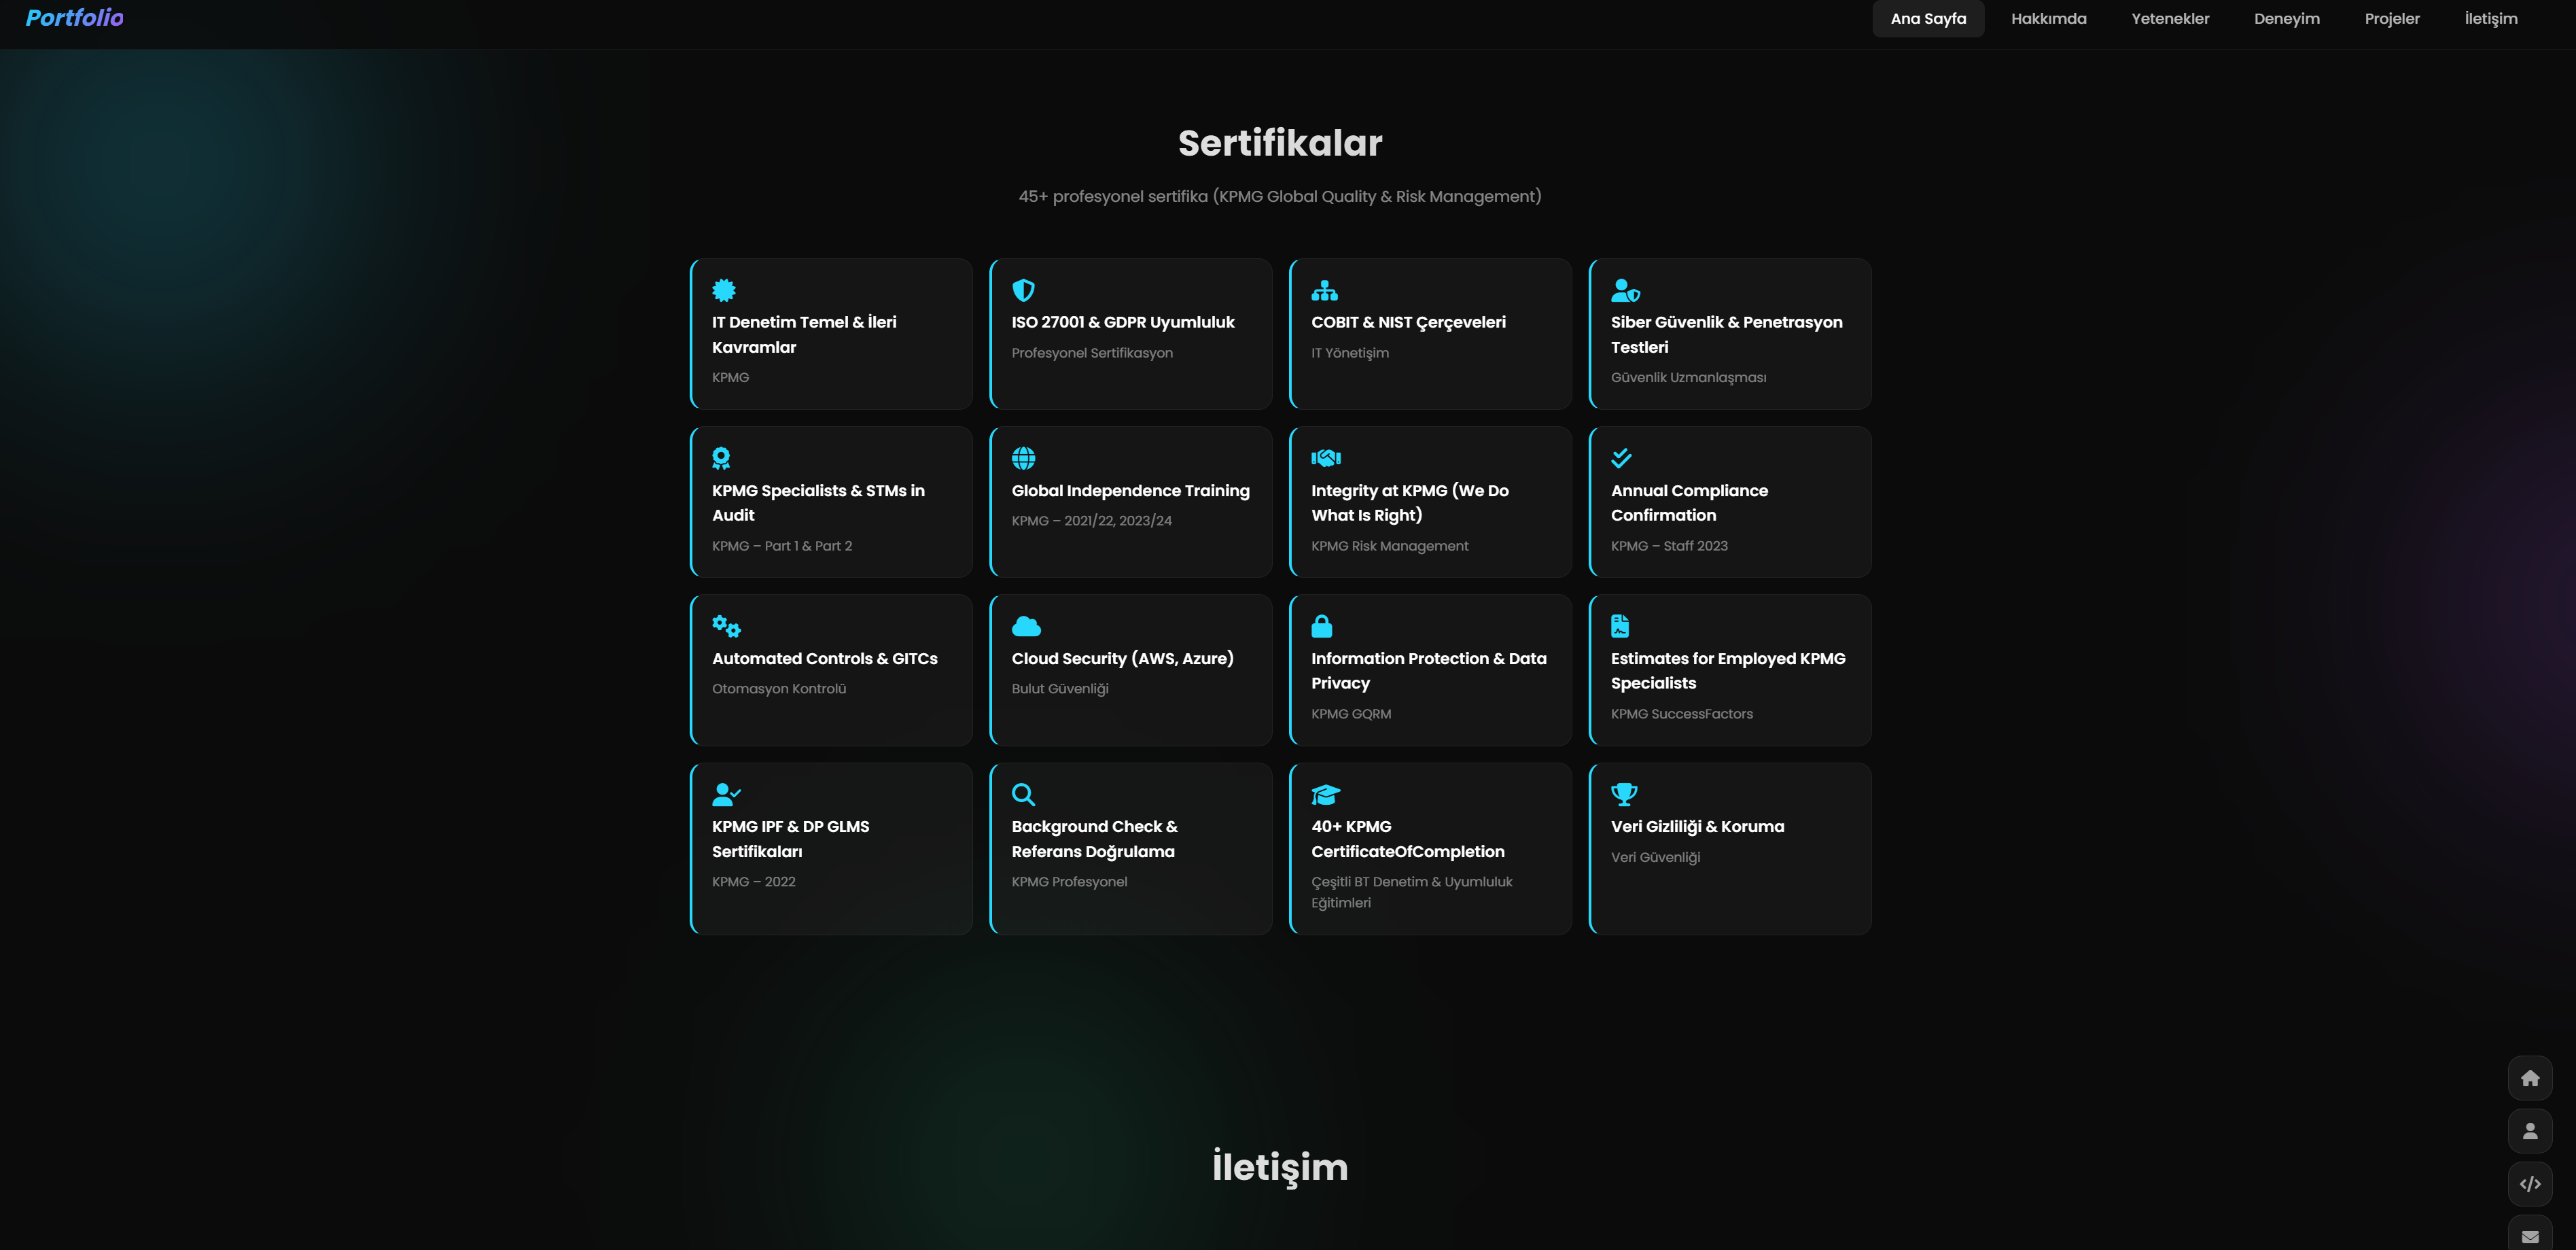 Portfolio
Ana Sayfa
Hakkımda
Yetenekler
Deneyim
Projeler
İletişim
Sertifikalar
45+ profesyonel sertifika (KPMG Global Quality & Risk Management)
IT Denetim Temel & İleri
Kavramlar
KPMG
ISO 27001 & GDPR Uyumluluk
Profesyonel Sertifikasyon
COBIT & NIST Çerçeveleri
IT Yönetişim
Siber Güvenlik & Penetrasyon
Testleri
Güvenlik Uzmanlaşması
KPMG Specialists & STMs in
Audit
KPMG – Part 1 & Part 2
Global Independence Training
KPMG – 2021/22, 2023/24
Integrity at KPMG (We Do
What Is Right)
KPMG Risk Management
Annual Compliance
Confirmation
KPMG – Staff 2023
Automated Controls & GITCs
Otomasyon Kontrolü
Cloud Security (AWS, Azure)
Bulut Güvenliği
Information Protection & Data
Privacy
KPMG GQRM
Estimates for Employed KPMG
Specialists
KPMG SuccessFactors
KPMG IPF & DP GLMS
Sertifikaları
KPMG – 2022
Background Check &
Referans Doğrulama
KPMG Profesyonel
40+ KPMG
CertificateOfCompletion
Çeşitli BT Denetim & Uyumluluk
Eğitimleri
Veri Gizliliği & Koruma
Veri Güvenliği
İletişim